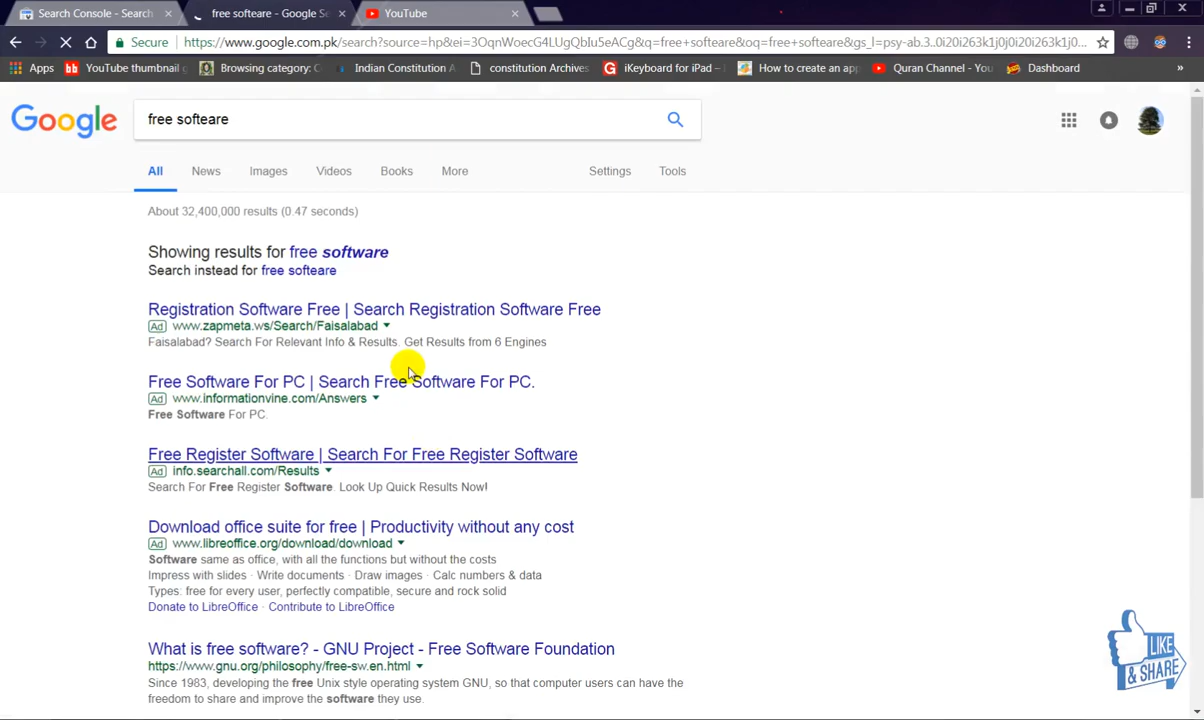 Search Console - Search
free softeare - Google Se
YouTube
Secure
https://www.google.com.pk/search?source=hp&ei=3OqnWoecG4LUgQbIu5eACg&q=free+softeare&oq=free+softeare&gs_l=psy-ab.3..0i20i263k1j0j0i20i263k1j0...
Apps
YouTube thumbnail g
Browsing category: G
Indian Constitution A
constitution Archives
iKeyboard for iPad –
How to create an app
Quran Channel - You
Dashboard
»
Google
free softeare
All
News
Images
Videos
Books
More
Settings
Tools
About 32,400,000 results (0.47 seconds)
Showing results for free software
Search instead for free softeare
Registration Software Free | Search Registration Software Free
Ad www.zapmeta.ws/Search/Faisalabad
Faisalabad? Search For Relevant Info & Results. Get Results from 6 Engines
Free Software For PC | Search Free Software For PC.
Ad www.informationvine.com/Answers
Free Software For PC.
Free Register Software | Search For Free Register Software
Ad info.searchall.com/Results
Search For Free Register Software. Look Up Quick Results Now!
Download office suite for free | Productivity without any cost
Ad www.libreoffice.org/download/download
Software same as office, with all the functions but without the costs
Impress with slides · Write documents · Draw images · Calc numbers & data
Types: free for every user, perfectly compatible, secure and rock solid
Donate to LibreOffice · Contribute to LibreOffice
What is free software? - GNU Project - Free Software Foundation
https://www.gnu.org/philosophy/free-sw.en.html
Since 1983, developing the free Unix style operating system GNU, so that computer users can have the
freedom to share and improve the software they use.
LIKE
& SHARE